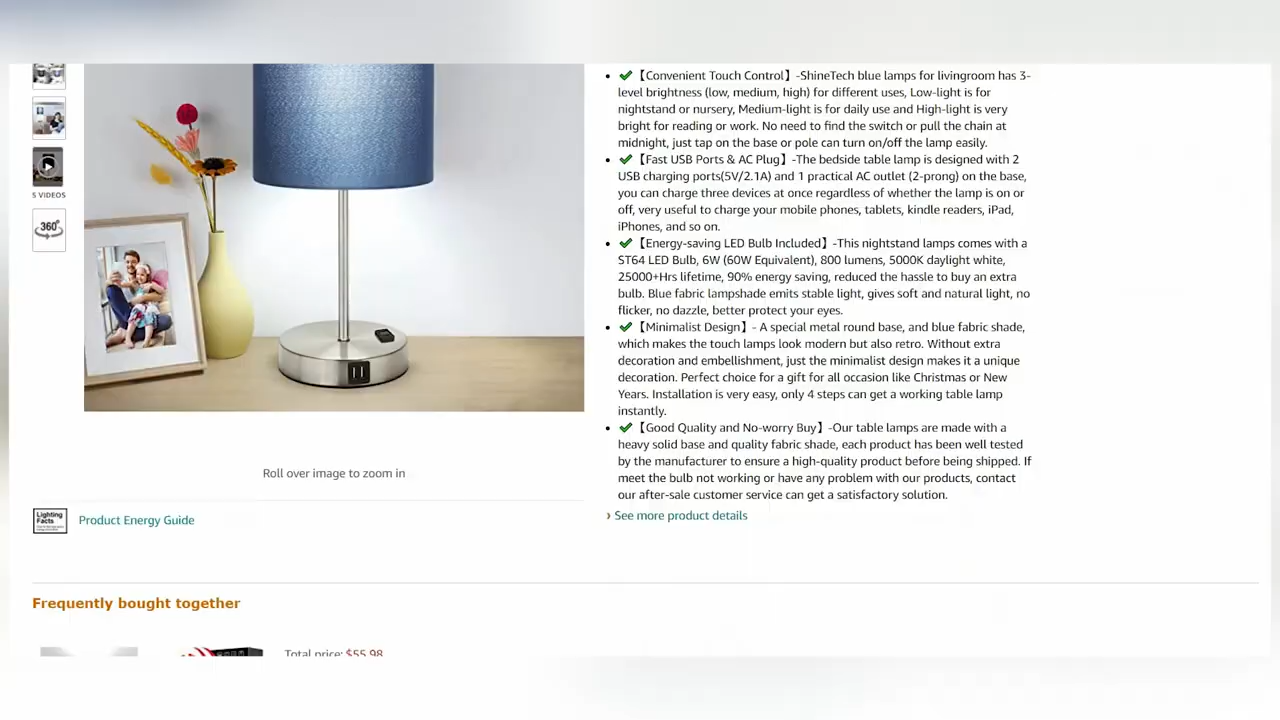 ✔【Convenient Touch Control】-ShineTech blue lamps for livingroom has 3-
level brightness (low, medium, high) for different uses, Low-light is for
nightstand or nursery, Medium-light is for daily use and High-light is very
bright for reading or work. No need to find the switch or pull the chain at
midnight, just tap on the base or pole can turn on/off the lamp easily.
✔【Fast USB Ports & AC Plug】-The bedside table lamp is designed with 2
USB charging ports(5V/2.1A) and 1 practical AC outlet (2-prong) on the base,
you can charge three devices at once regardless of whether the lamp is on or
off, very useful to charge your mobile phones, tablets, kindle readers, iPad,
iPhones, and so on.
✔【Energy-saving LED Bulb Included】-This nightstand lamps comes with a
ST64 LED Bulb, 6W (60W Equivalent), 800 lumens, 5000K daylight white,
25000+Hrs lifetime, 90% energy saving, reduced the hassle to buy an extra
bulb. Blue fabric lampshade emits stable light, gives soft and natural light, no
flicker, no dazzle, better protect your eyes.
✔【Minimalist Design】- A special metal round base, and blue fabric shade,
which makes the touch lamps look modern but also retro. Without extra
decoration and embellishment, just the minimalist design makes it a unique
decoration. Perfect choice for a gift for all occasion like Christmas or New
Years. Installation is very easy, only 4 steps can get a working table lamp
instantly.
✔【Good Quality and No-worry Buy】-Our table lamps are made with a
heavy solid base and quality fabric shade, each product has been well tested
by the manufacturer to ensure a high-quality product before being shipped. If
meet the bulb not working or have any problem with our products, contact
our after-sale customer service can get a satisfactory solution.
› See more product details
5 VIDEOS
360°
Roll over image to zoom in
Lighting
Facts
Product Energy Guide
Frequently bought together
Total price: $55.98